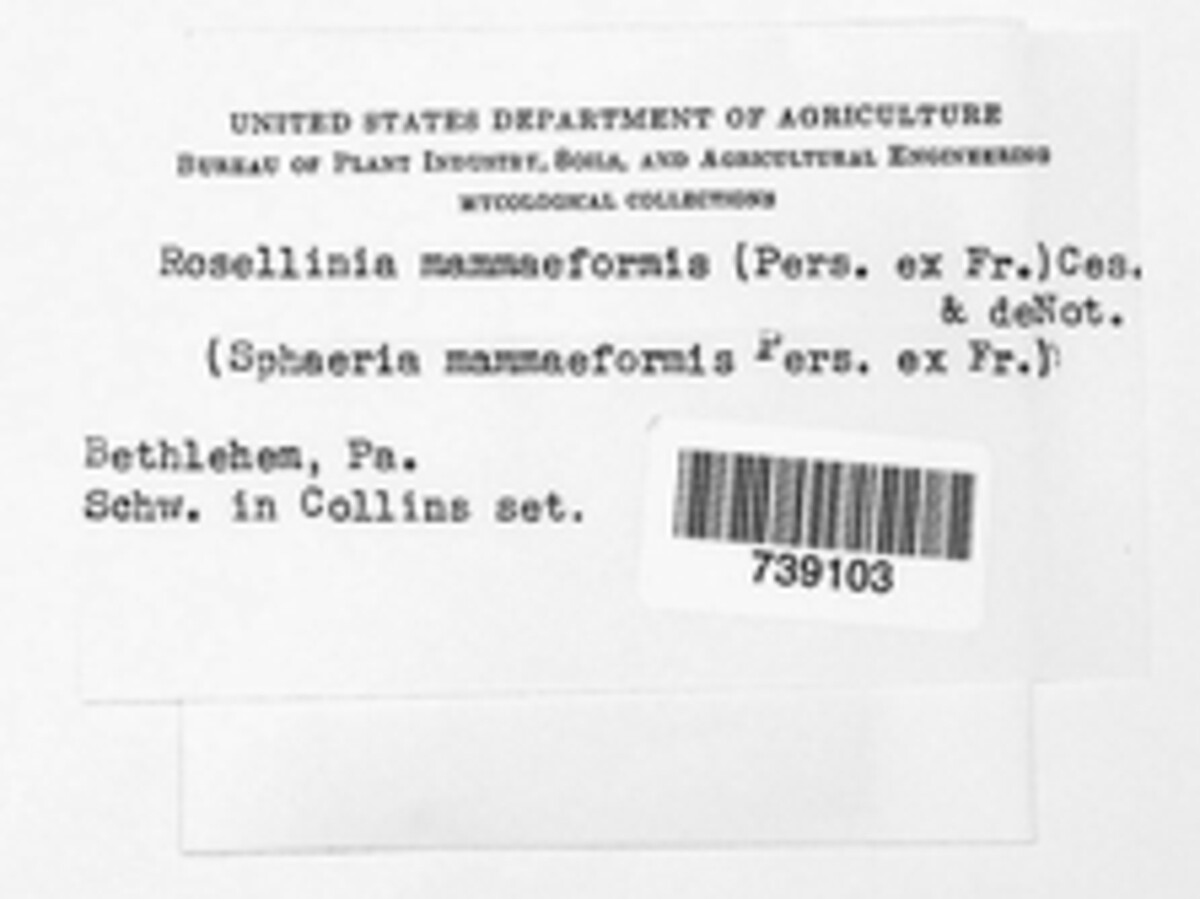 UNITED STATES DEPARTMENT OF AGRICULTURE
BUREAU OF PLANT INDUSTRY, SOILS, AND AGRICULTURAL ENGINEERING
MYCOLOGICAL COLLECTIONS
Rosellinia mammaeformis (Pers. ex Fr.)Ces.
& deNot.
(Sphaeria mammaeformis Pers. ex Fr.)
Bethlehem, Pa.
Schw. in Collins set.
739103